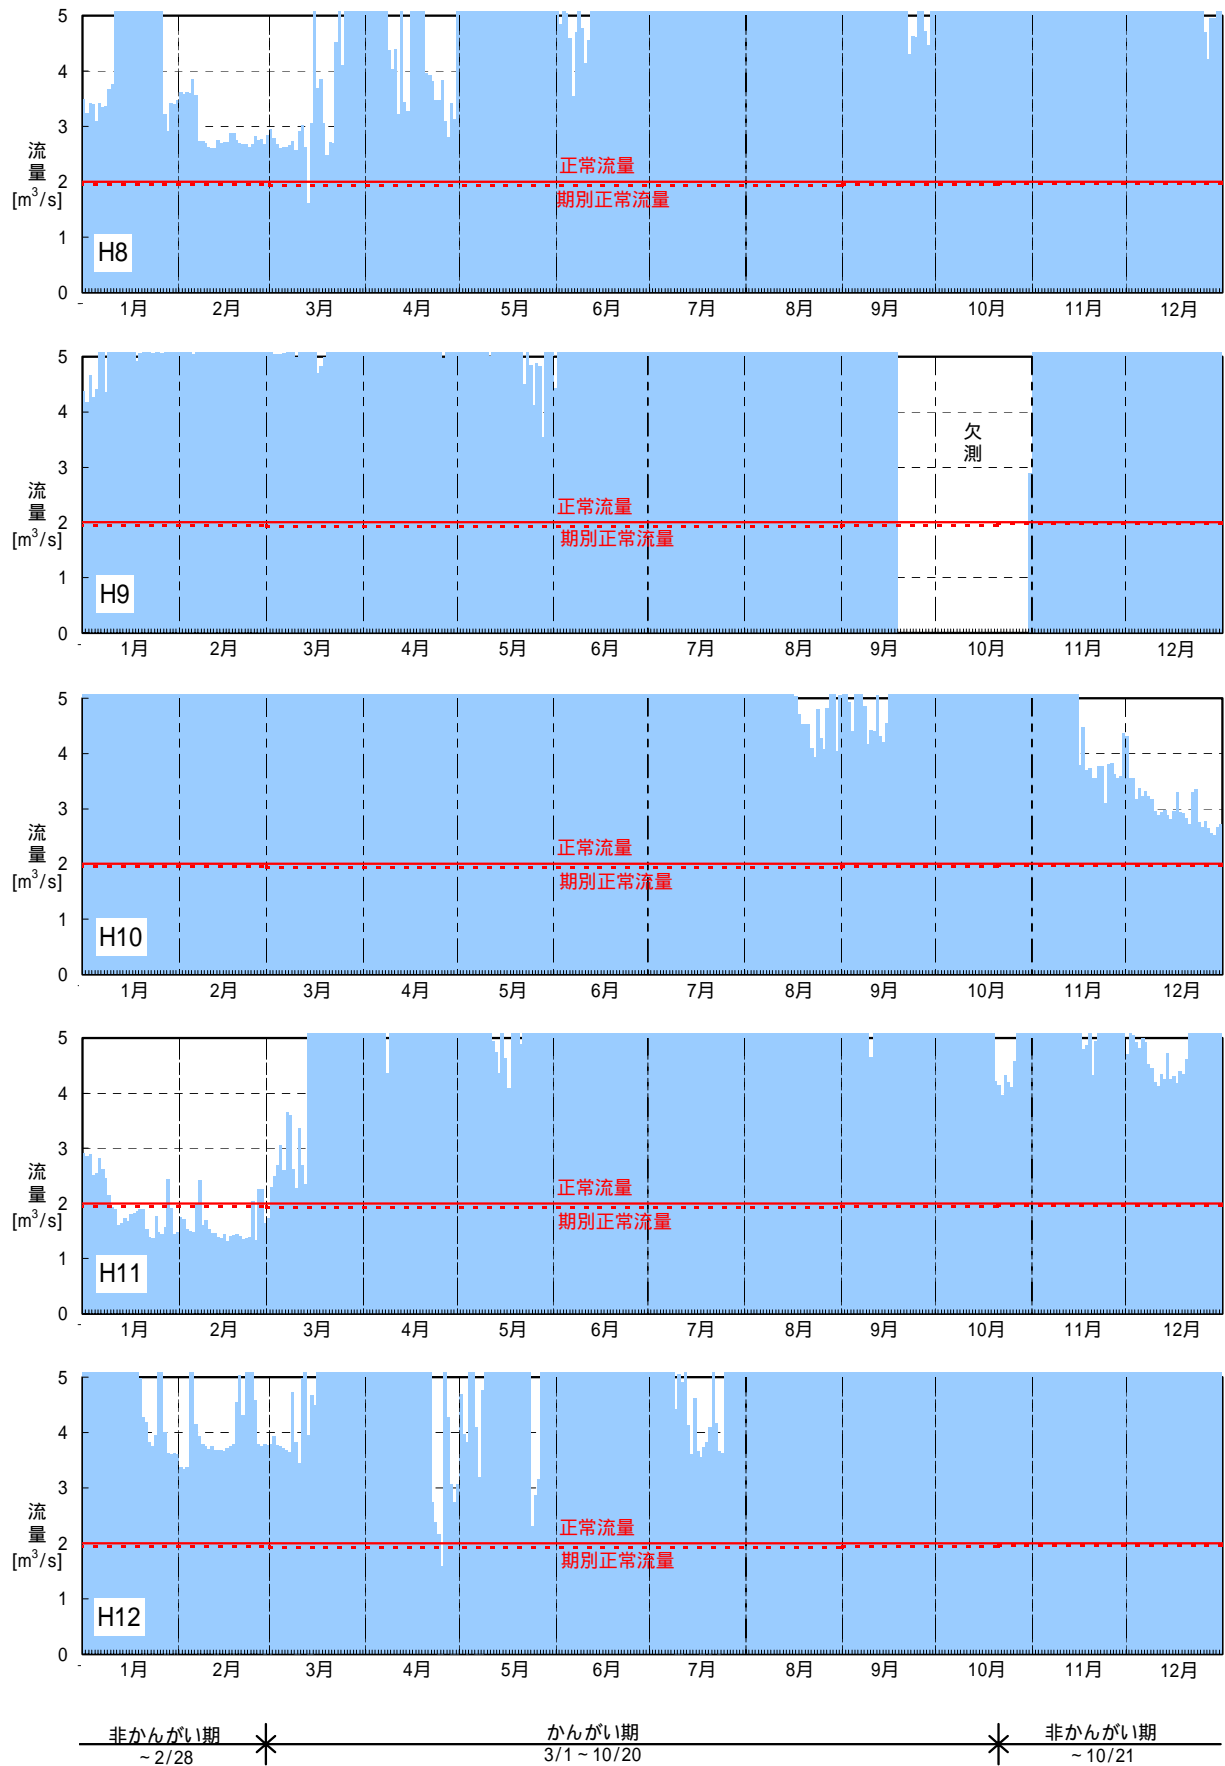 5
4
3
2
1
0
流量
[m³/s]
正常流量
期別正常流量
H8
1月 2月 3月 4月 5月 6月 7月 8月 9月 10月 11月 12月
5
4
3
2
1
0
流量
[m³/s]
欠測
正常流量
期別正常流量
H9
1月 2月 3月 4月 5月 6月 7月 8月 9月 10月 11月 12月
5
4
3
2
1
0
流量
[m³/s]
正常流量
期別正常流量
H10
1月 2月 3月 4月 5月 6月 7月 8月 9月 10月 11月 12月
5
4
3
2
1
0
流量
[m³/s]
正常流量
期別正常流量
H11
1月 2月 3月 4月 5月 6月 7月 8月 9月 10月 11月 12月
5
4
3
2
1
0
流量
[m³/s]
正常流量
期別正常流量
H12
1月 2月 3月 4月 5月 6月 7月 8月 9月 10月 11月 12月
非かんがい期 かんがい期 非かんがい期
~2/28 3/1~10/20 ~10/21